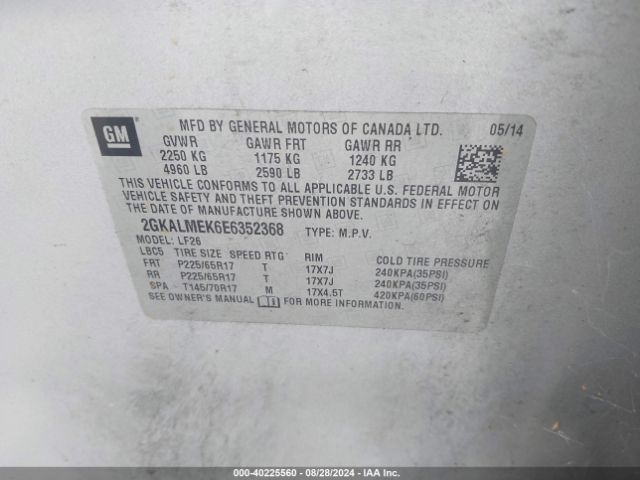 GM
MFD BY GENERAL MOTORS OF CANADA LTD. 05/14
GVWR GAWR FRT GAWR RR
2250 KG 1175 KG 1240 KG
4960 LB 2590 LB 2733 LB
THIS VEHICLE CONFORMS TO ALL APPLICABLE U.S. FEDERAL MOTOR
VEHICLE SAFETY AND THEFT PREVENTION STANDARDS IN EFFECT ON
THE DATE OF MANUFACTURE SHOWN ABOVE.
2GKALMEK6E6352368 TYPE: M.P.V.
MODEL: LF26
LBC5 TIRE SIZE SPEED RTG RIM COLD TIRE PRESSURE
FRT P225/65R17 T 17X7J 240KPA(35PSI)
RR P225/65R17 T 17X7J 240KPA(35PSI)
SPA T145/70R17 M 17X4.5T 420KPA(60PSI)
SEE OWNER'S MANUAL FOR MORE INFORMATION.
000-40225560 - 08/28/2024 - IAA, Inc.